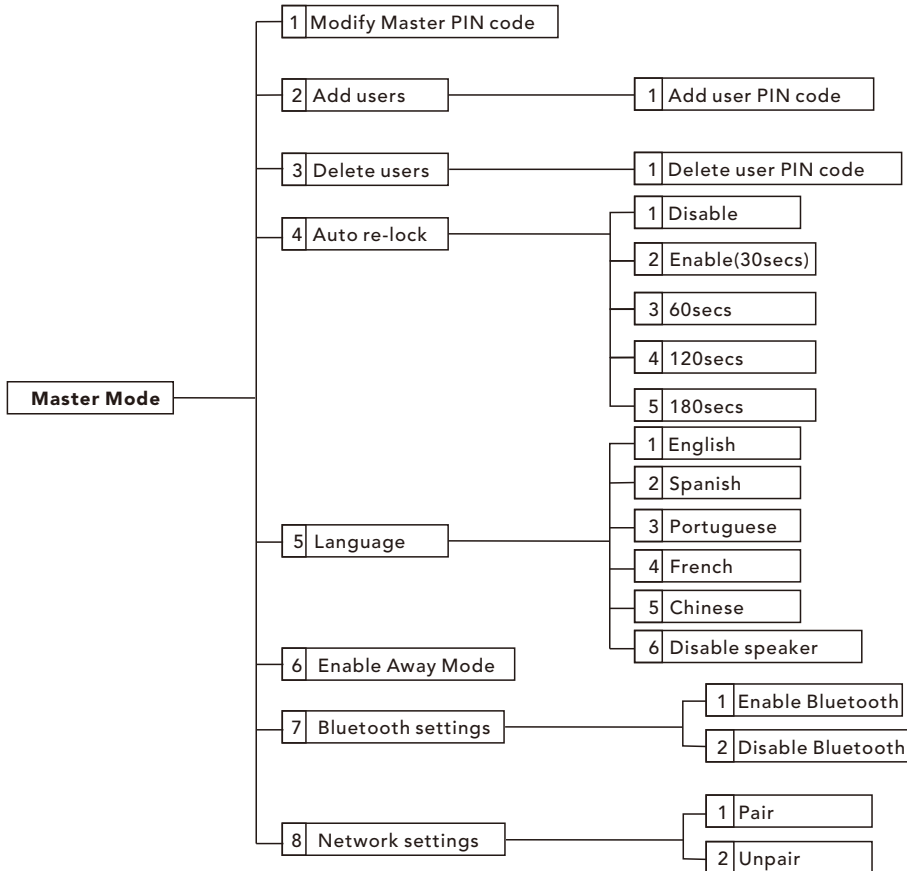 1 Modify Master PIN code
2 Add users
1 Add user PIN code
3 Delete users
1 Delete user PIN code
4 Auto re-lock
1 Disable
2 Enable(30secs)
3 60secs
4 120secs
5 180secs
Master Mode
5 Language
1 English
2 Spanish
3 Portuguese
4 French
5 Chinese
6 Disable speaker
6 Enable Away Mode
7 Bluetooth settings
1 Enable Bluetooth
2 Disable Bluetooth
8 Network settings
1 Pair
2 Unpair